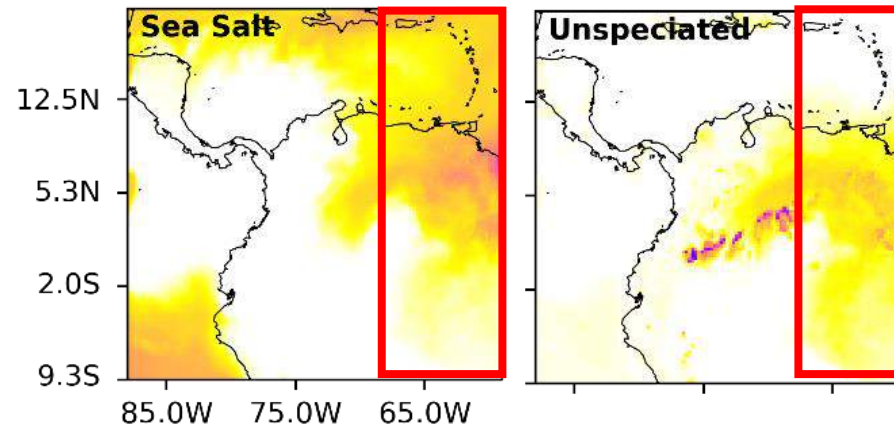 Sea Salt
Unspeciated
12.5N
5.3N
2.0S
9.3S
85.0W 75.0W 65.0W